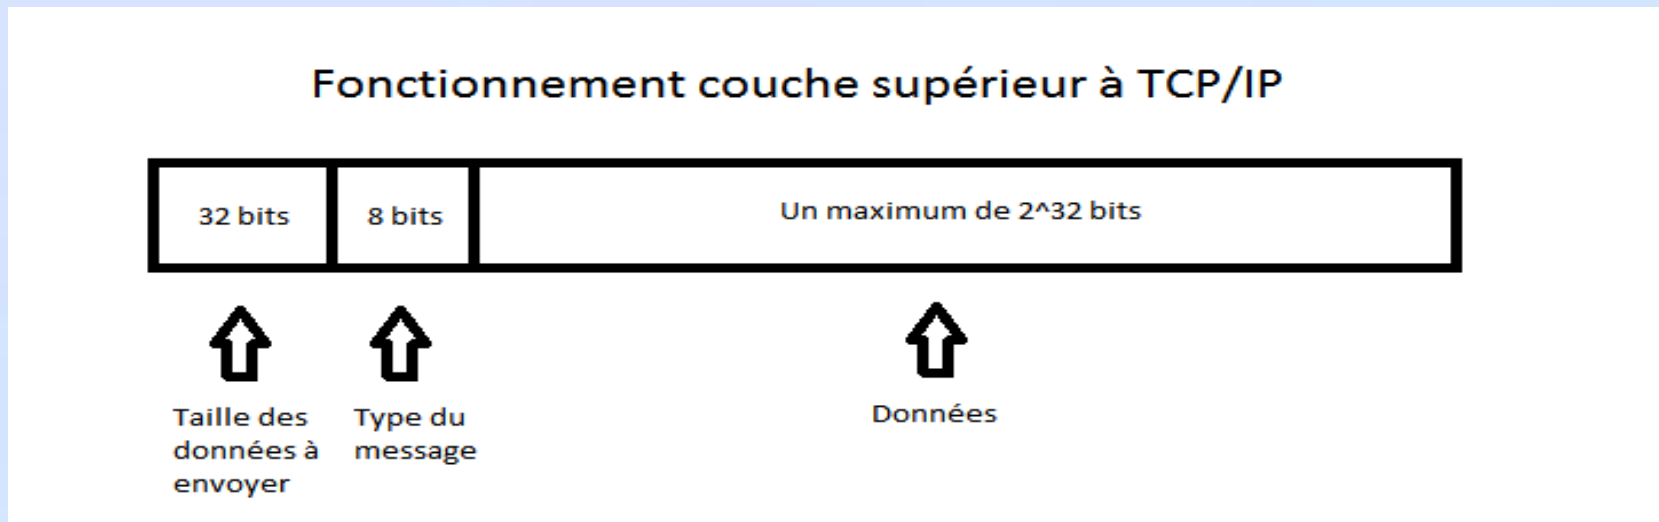 Fonctionnement couche supérieur à TCP/IP
32 bits
8 bits
Un maximum de 2^32 bits
Taille des
données à
envoyer
Type du
message
Données